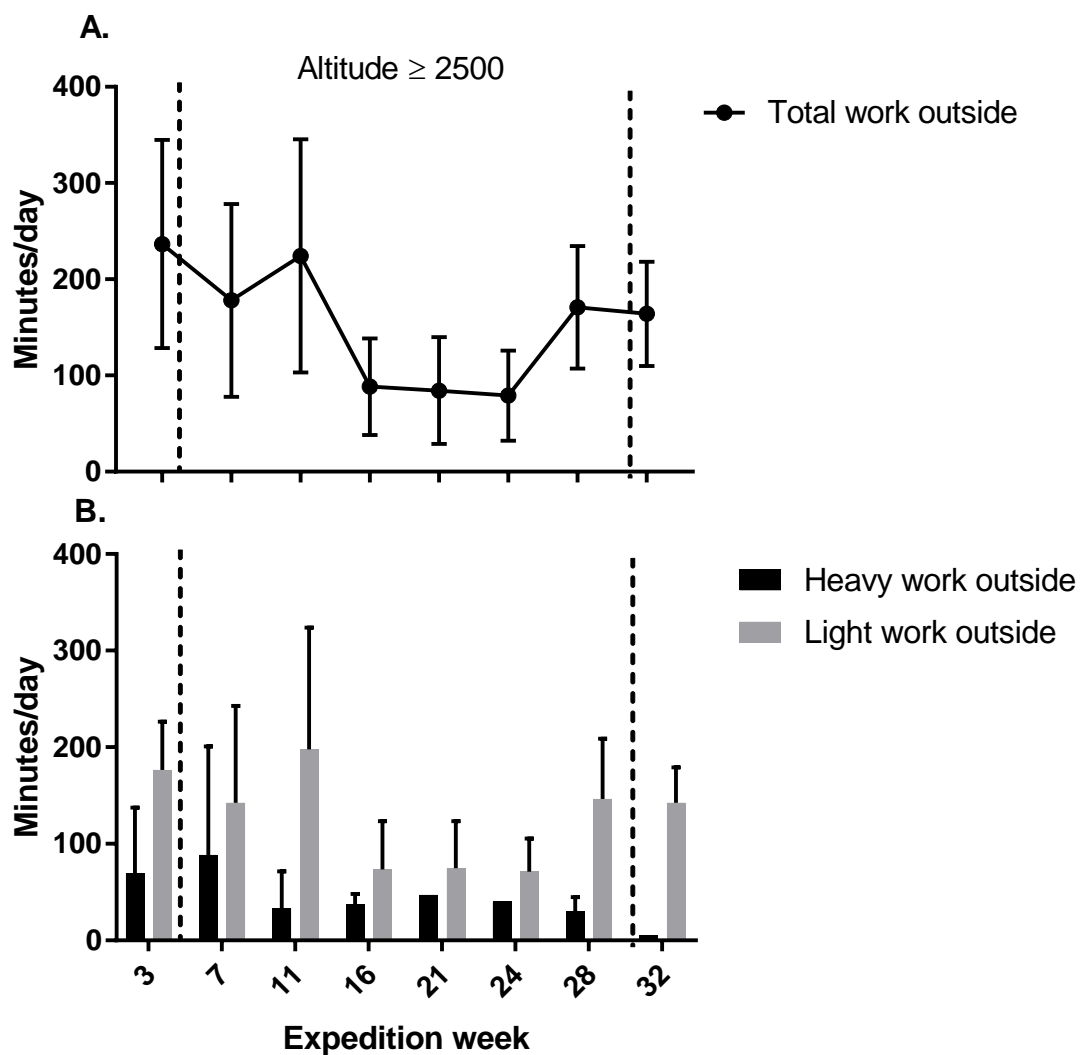 A.
Altitude ≥ 2500
400
300
200
100
0
Minutes/day
Total work outside
B.
400
300
200
100
0
Minutes/day
Heavy work outside
Light work outside
3 7 11 16 21 24 28 32
Expedition week